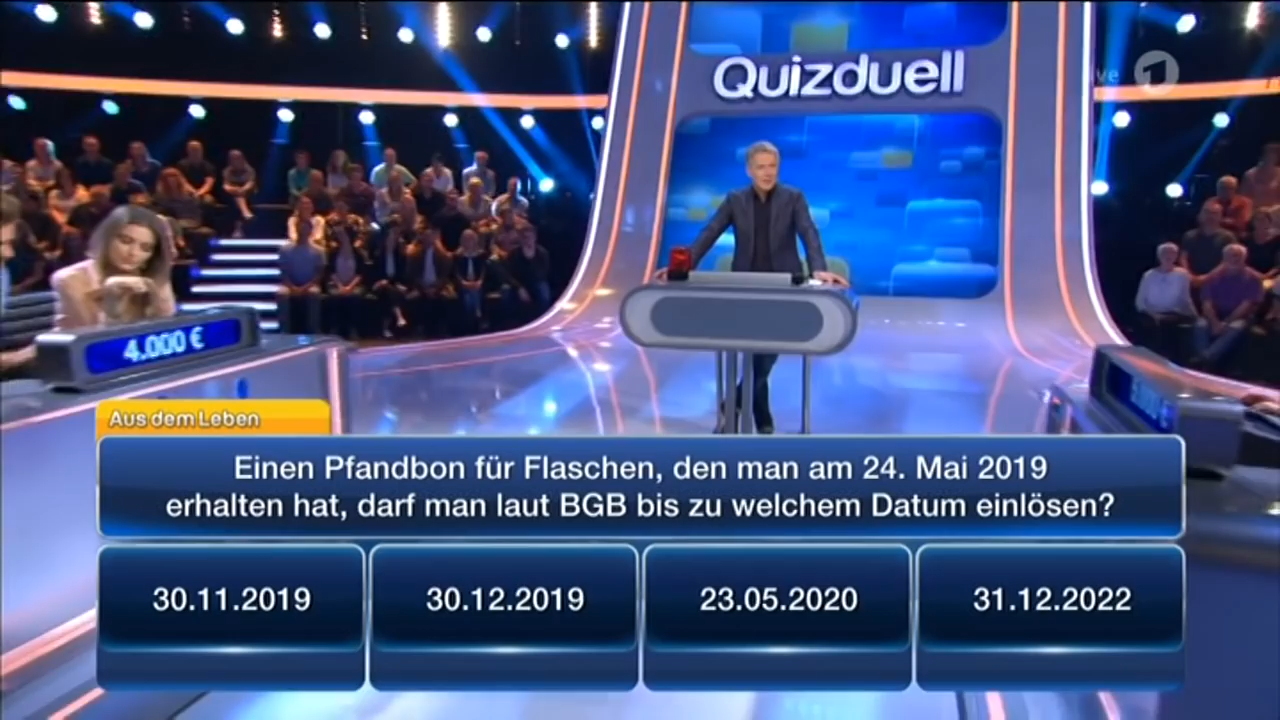 Quizduell
ve 1
4.000 €
Aus dem Leben
Einen Pfandbon für Flaschen, den man am 24. Mai 2019
erhalten hat, darf man laut BGB bis zu welchem Datum einlösen?
30.11.2019
30.12.2019
23.05.2020
31.12.2022